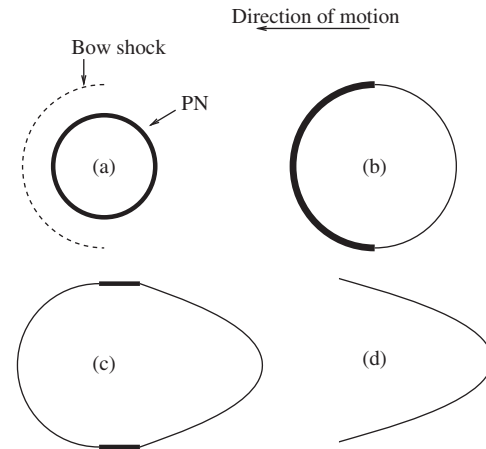 Direction of motion
Bow shock
PN
(a)
(b)
(c)
(d)